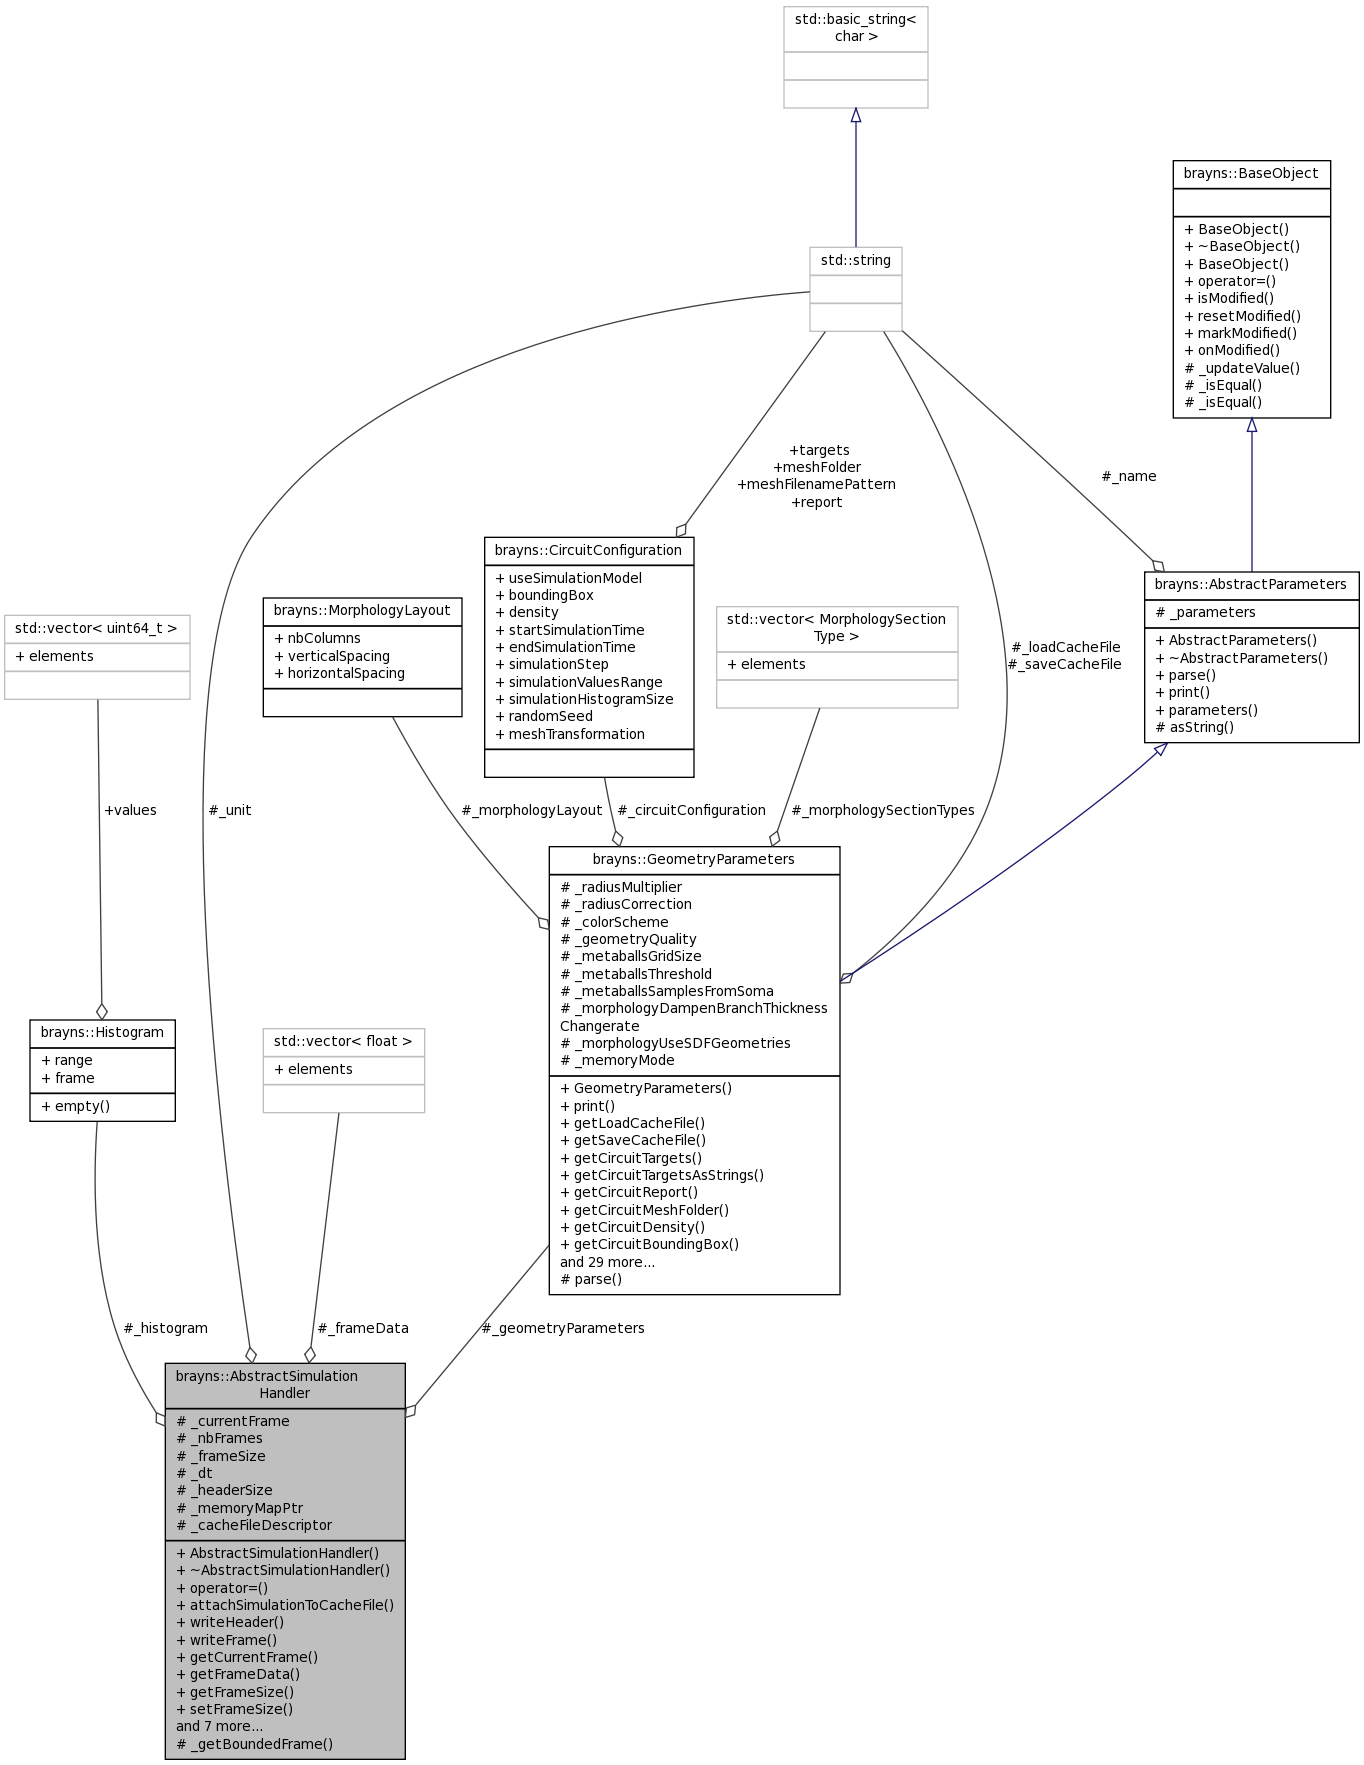 std::basic_string<
char >
brayns::BaseObject
+ BaseObject()
+ ~BaseObject()
+ BaseObject()
+ operator=()
+ isModified()
+ resetModified()
+ markModified()
+ onModified()
# _updateValue()
# _isEqual()
# _isEqual()
std::string
+targets
+meshFolder
+meshFilenamePattern
+report
#_name
brayns::CircuitConfiguration
+ useSimulationModel
+ boundingBox
+ density
+ startSimulationTime
+ endSimulationTime
+ simulationStep
+ simulationValuesRange
+ simulationHistogramSize
+ randomSeed
+ meshTransformation
brayns::AbstractParameters
# _parameters
+ AbstractParameters()
+ ~AbstractParameters()
+ parse()
+ print()
+ parameters()
# asString()
brayns::MorphologyLayout
+ nbColumns
+ verticalSpacing
+ horizontalSpacing
std::vector< MorphologySection
Type >
+ elements
std::vector< uint64_t >
+ elements
#_loadCacheFile
#_saveCacheFile
+values
#_unit
#_morphologyLayout
#_circuitConfiguration
#_morphologySectionTypes
brayns::GeometryParameters
# _radiusMultiplier
# _radiusCorrection
# _colorScheme
# _geometryQuality
# _metaballsGridSize
# _metaballsThreshold
# _metaballsSamplesFromSoma
# _morphologyDampenBranchThickness
Changerate
# _morphologyUseSDFGeometries
# _memoryMode
+ GeometryParameters()
+ print()
+ getLoadCacheFile()
+ getSaveCacheFile()
+ getCircuitTargets()
+ getCircuitTargetsAsStrings()
+ getCircuitReport()
+ getCircuitMeshFolder()
+ getCircuitDensity()
+ getCircuitBoundingBox()
and 29 more...
# parse()
brayns::Histogram
+ range
+ frame
+ empty()
std::vector< float >
+ elements
#_histogram
#_frameData
#_geometryParameters
brayns::AbstractSimulation
Handler
# _currentFrame
# _nbFrames
# _frameSize
# _dt
# _headerSize
# _memoryMapPtr
# _cacheFileDescriptor
+ AbstractSimulationHandler()
+ ~AbstractSimulationHandler()
+ operator=()
+ attachSimulationToCacheFile()
+ writeHeader()
+ writeFrame()
+ getCurrentFrame()
+ getFrameData()
+ getFrameSize()
+ setFrameSize()
and 7 more...
# _getBoundedFrame()